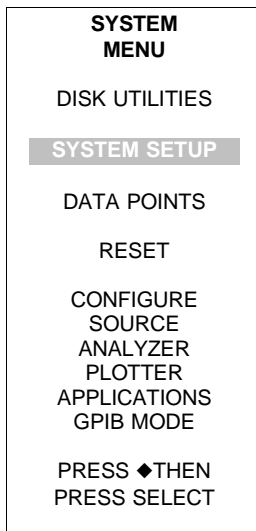 SYSTEM
MENU
DISK UTILITIES
SYSTEM SETUP
DATA POINTS
RESET
CONFIGURE
SOURCE
ANALYZER
PLOTTER
APPLICATIONS
GPIB MODE
PRESS ◆THEN
PRESS SELECT